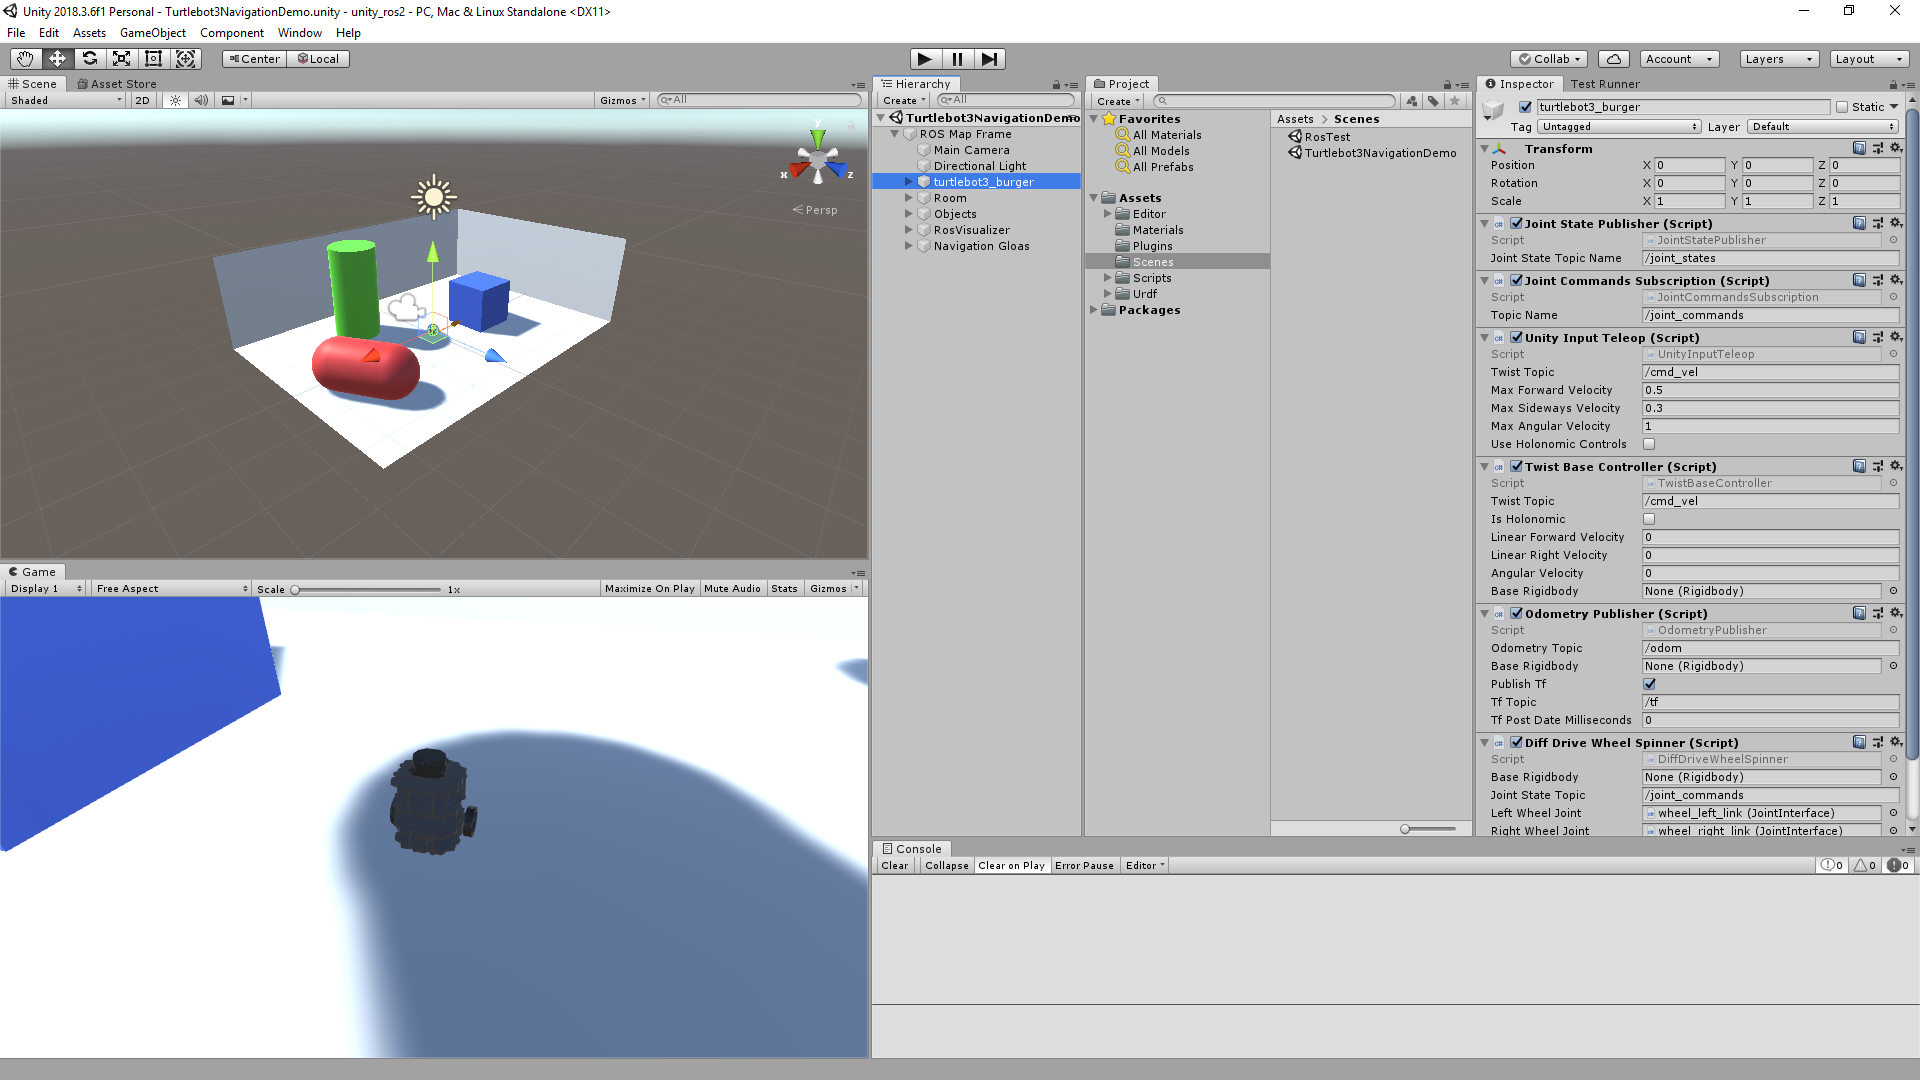 Unity 2018.3.6f1 Personal - Turtlebot3NavigationDemo.unity - unity_ros2 - PC, Mac & Linux Standalone <DX11>
File Edit Assets GameObject Component Window Help
Center Local Collab Account Layers Layout
Scene Asset Store
Shaded 2D Gizmos All
y x z
Persp
Game
Display 1 Free Aspect Scale 1x Maximize On Play Mute Audio Stats Gizmos
Hierarchy
Create All
Turtlebot3NavigationDemo
ROS Map Frame
Main Camera
Directional Light
turtlebot3_burger
Room
Objects
RosVisualizer
Navigation Gloas
Project
Create
Favorites
All Materials
All Models
All Prefabs
Assets
Editor
Materials
Plugins
Scenes
Scripts
Urdf
Packages
Assets > Scenes
RosTest
Turtlebot3NavigationDemo
Inspector Test Runner
turtlebot3_burger Static
Tag Untagged Layer Default
Transform
Position X 0 Y 0 Z 0
Rotation X 0 Y 0 Z 0
Scale X 1 Y 1 Z 1
Joint State Publisher (Script)
Script JointStatePublisher
Joint State Topic Name /joint_states
Joint Commands Subscription (Script)
Script JointCommandsSubscription
Topic Name /joint_commands
Unity Input Teleop (Script)
Script UnityInputTeleop
Twist Topic /cmd_vel
Max Forward Velocity 0.5
Max Sideways Velocity 0.3
Max Angular Velocity 1
Use Holonomic Controls
Twist Base Controller (Script)
Script TwistBaseController
Twist Topic /cmd_vel
Is Holonomic
Linear Forward Velocity 0
Linear Right Velocity 0
Angular Velocity 0
Base Rigidbody None (Rigidbody)
Odometry Publisher (Script)
Script OdometryPublisher
Odometry Topic /odom
Base Rigidbody None (Rigidbody)
Publish Tf
Tf Topic /tf
Tf Post Date Milliseconds 0
Diff Drive Wheel Spinner (Script)
Script DiffDriveWheelSpinner
Base Rigidbody None (Rigidbody)
Joint State Topic /joint_commands
Left Wheel Joint wheel_left_link (JointInterface)
Right Wheel Joint wheel_right_link (JointInterface)
Console
Clear Collapse Clear on Play Error Pause Editor 0 0 0